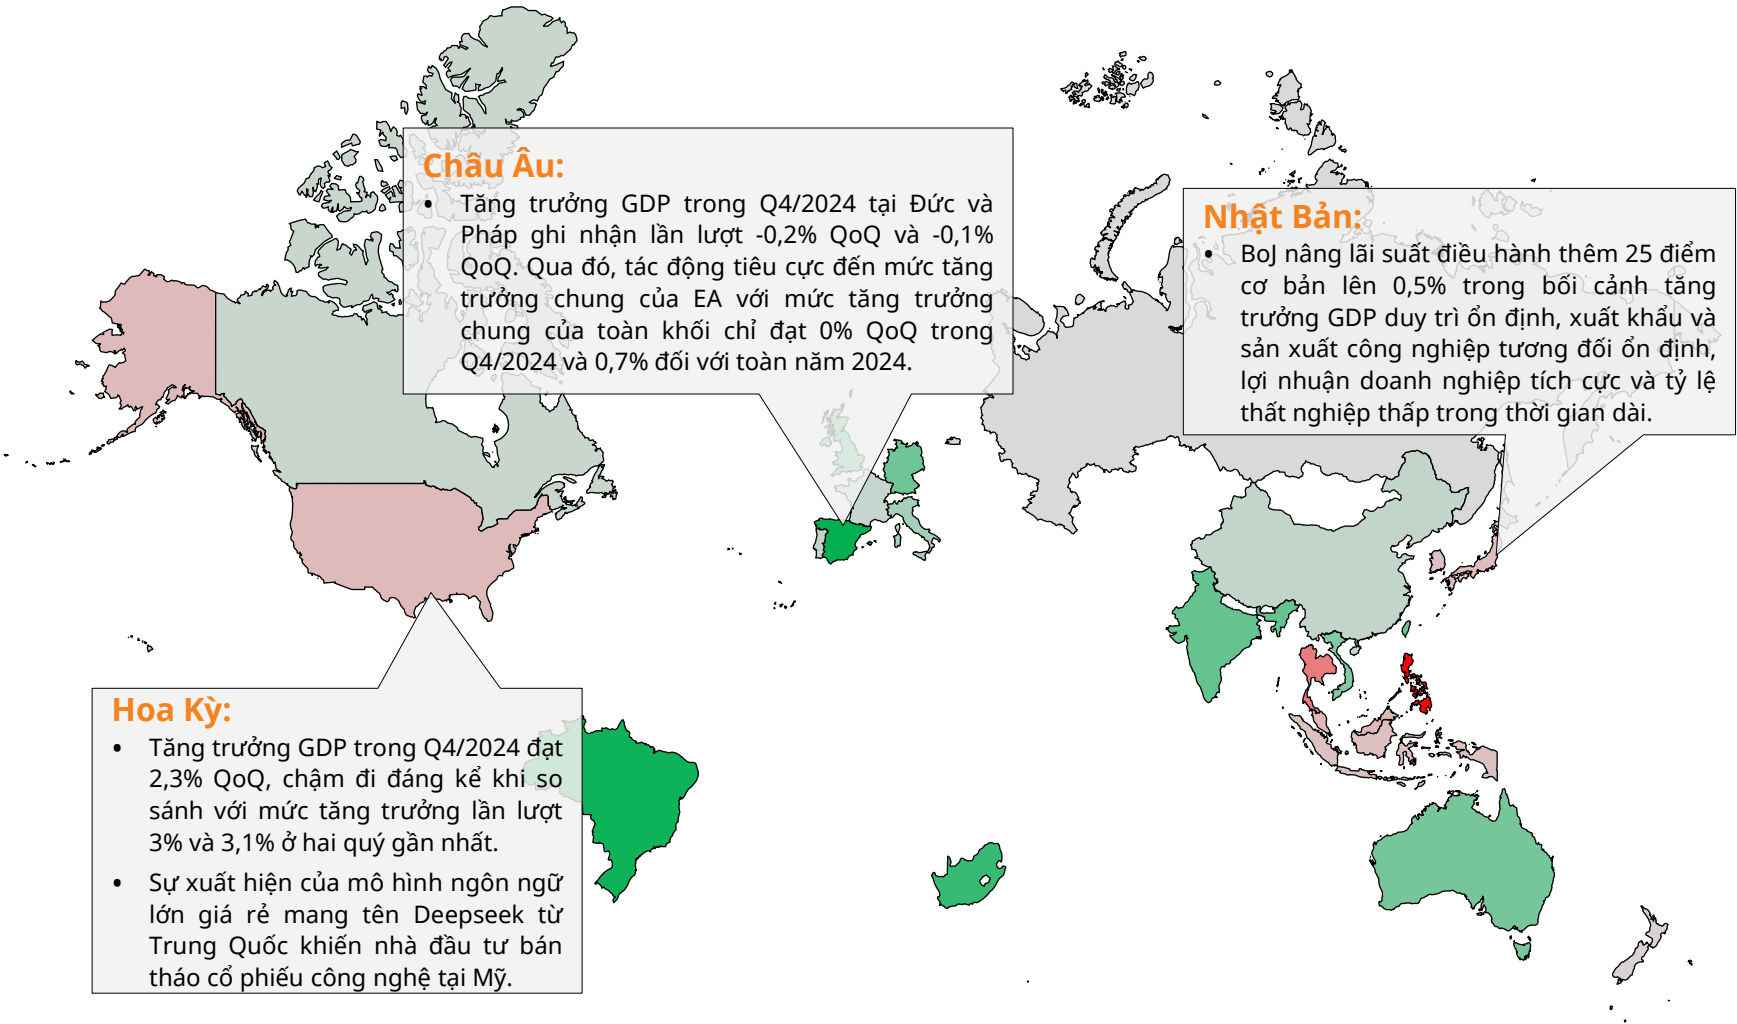 Châu Âu:
• Tăng trưởng GDP trong Q4/2024 tại Đức và
Pháp ghi nhận lần lượt -0,2% QoQ và -0,1%
QoQ. Qua đó, tác động tiêu cực đến mức tăng
trưởng chung của EA với mức tăng trưởng
chung của toàn khối chỉ đạt 0% QoQ trong
Q4/2024 và 0,7% đối với toàn năm 2024.
Nhật Bản:
• BoJ nâng lãi suất điều hành thêm 25 điểm
cơ bản lên 0,5% trong bối cảnh tăng
trưởng GDP duy trì ổn định, xuất khẩu và
sản xuất công nghiệp tương đối ổn định,
lợi nhuận doanh nghiệp tích cực và tỷ lệ
thất nghiệp thấp trong thời gian dài.
Hoa Kỳ:
• Tăng trưởng GDP trong Q4/2024 đạt
2,3% QoQ, chậm đi đáng kể khi so
sánh với mức tăng trưởng lần lượt
3% và 3,1% ở hai quý gần nhất.
• Sự xuất hiện của mô hình ngôn ngữ
lớn giá rẻ mang tên Deepseek từ
Trung Quốc khiến nhà đầu tư bán
tháo cổ phiếu công nghệ tại Mỹ.